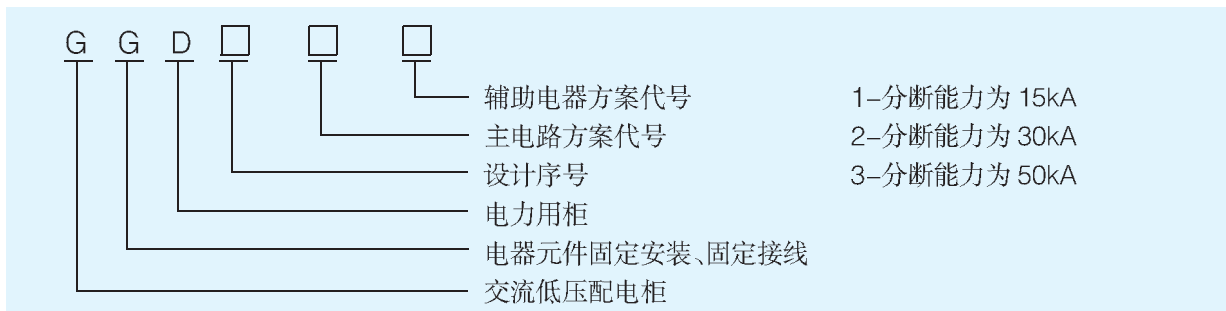 G G D □ □ □
辅助电器方案代号 1-分断能力为 15kA
主电路方案代号 2-分断能力为 30kA
设计序号 3-分断能力为 50kA
电力用柜
电器元件固定安装、固定接线
交流低压配电柜